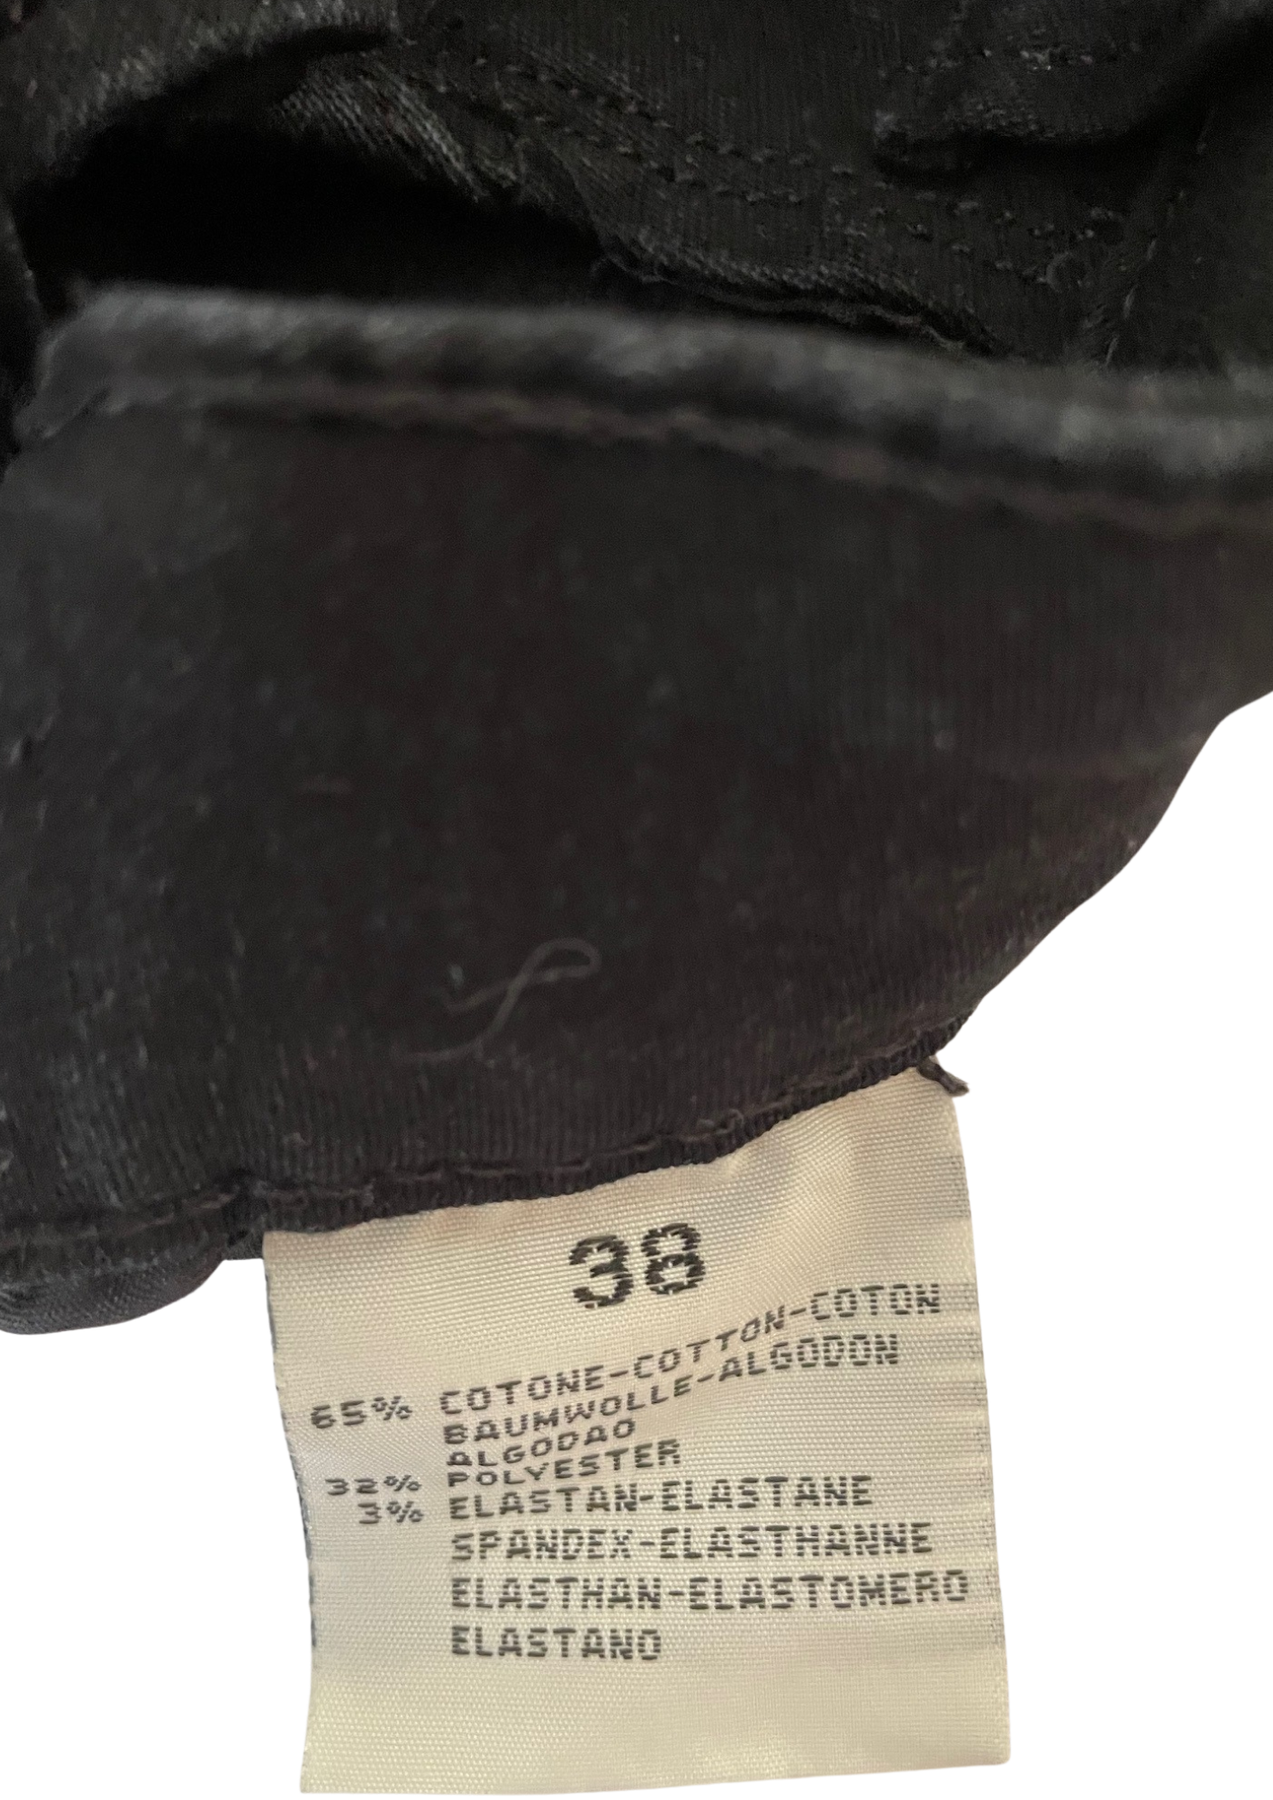 38
65% COTONE-COTTON-COTON
BAUMWOLLE-ALGODON
ALGODAO
32% POLYESTER
3% ELASTAN-ELASTANE
SPANDEX-ELASTHANNE
ELASTHAN-ELASTOMERO
ELASTANO